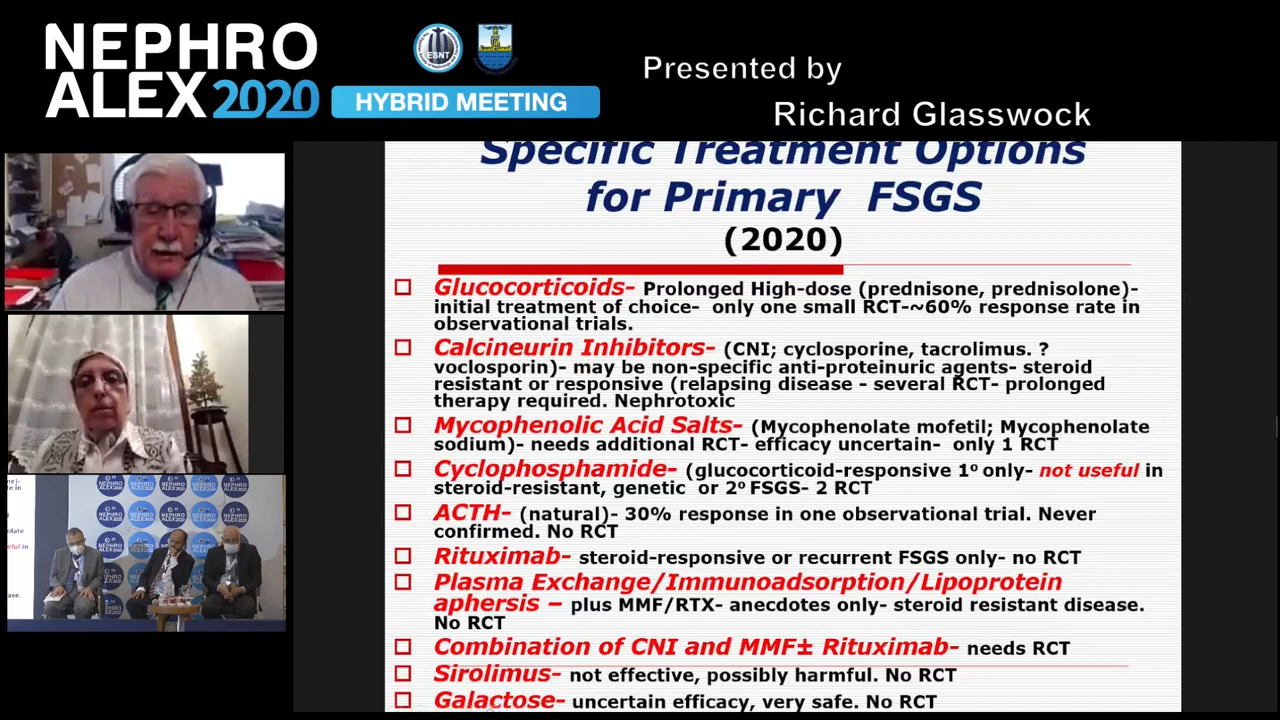 NEPHRO
ALEX 2020
HYBRID MEETING
ESNT
Presented by
Richard Glasswock
Specific Treatment Options
for Primary FSGS
(2020)
Glucocorticoids- Prolonged High-dose (prednisone, prednisolone)-
initial treatment of choice- only one small RCT-~60% response rate in
observational trials.
Calcineurin Inhibitors- (CNI; cyclosporine, tacrolimus. ?
voclosporin)- may be non-specific anti-proteinuric agents- steroid
resistant or responsive (relapsing disease - several RCT- prolonged
therapy required. Nephrotoxic
Mycophenolic Acid Salts- (Mycophenolate mofetil; Mycophenolate
sodium)- needs additional RCT- efficacy uncertain- only 1 RCT
Cyclophosphamide- (glucocorticoid-responsive 1º only- not useful in
steroid-resistant, genetic or 2º FSGS- 2 RCT
ACTH- (natural)- 30% response in one observational trial. Never
confirmed. No RCT
Rituximab- steroid-responsive or recurrent FSGS only- no RCT
Plasma Exchange/Immunoadsorption/Lipoprotein
aphersis – plus MMF/RTX- anecdotes only- steroid resistant disease.
No RCT
Combination of CNI and MMF± Rituximab- needs RCT
Sirolimus- not effective, possibly harmful. No RCT
Galactose- uncertain efficacy, very safe. No RCT